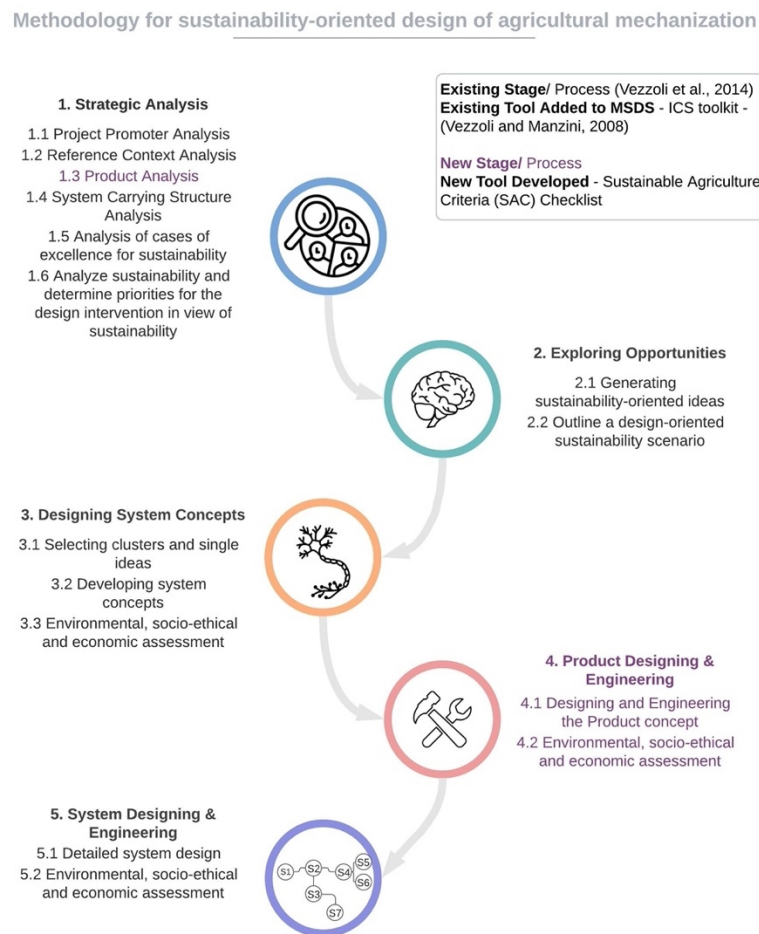 Methodology for sustainability-oriented design of agricultural mechanization
Existing Stage/ Process (Vezzoli et al., 2014)
Existing Tool Added to MSDS - ICS toolkit -
(Vezzoli and Manzini, 2008)
New Stage/ Process
New Tool Developed - Sustainable Agriculture
Criteria (SAC) Checklist
1. Strategic Analysis
1.1 Project Promoter Analysis
1.2 Reference Context Analysis
1.3 Product Analysis
1.4 System Carrying Structure
Analysis
1.5 Analysis of cases of
excellence for sustainability
1.6 Analyze sustainability and
determine priorities for the
design intervention in view of
sustainability
2. Exploring Opportunities
2.1 Generating
sustainability-oriented ideas
2.2 Outline a design-oriented
sustainability scenario
3. Designing System Concepts
3.1 Selecting clusters and single
ideas
3.2 Developing system
concepts
3.3 Environmental, socio-ethical
and economic assessment
4. Product Designing &
Engineering
4.1 Designing and Engineering
the Product concept
4.2 Environmental, socio-ethical
and economic assessment
5. System Designing &
Engineering
5.1 Detailed system design
5.2 Environmental, socio-ethical
and economic assessment
S1
S2
S3
S4
S5
S6
S7